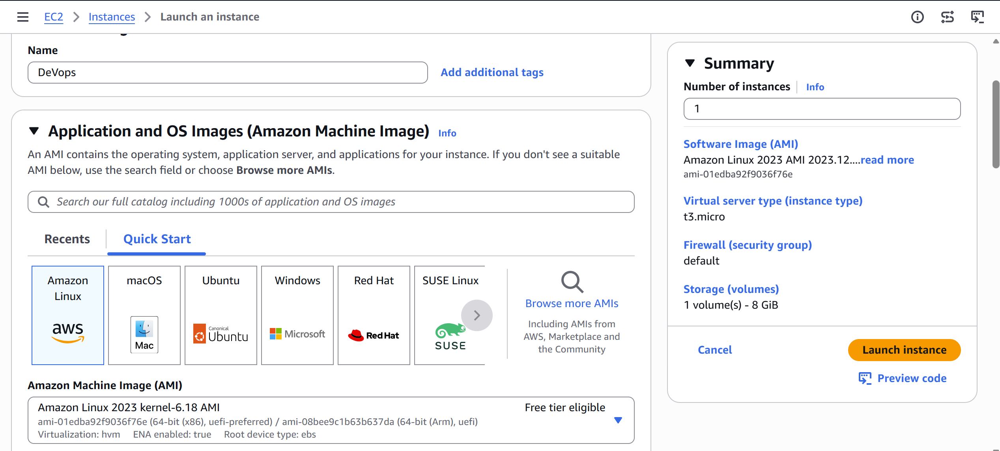 EC2 > Instances > Launch an instance
Name
DeVops
Add additional tags
Application and OS Images (Amazon Machine Image) Info
An AMI contains the operating system, application server, and applications for your instance. If you don't see a suitable
AMI below, use the search field or choose Browse more AMIs.
Search our full catalog including 1000s of application and OS images
Recents
Quick Start
Amazon
Linux
aws
macOS
Mac
Ubuntu
Canonical
Ubuntu
Windows
Microsoft
Red Hat
Red Hat
SUSE Linux
SUSE
Browse more AMIs
Including AMIs from
AWS, Marketplace and
the Community
Amazon Machine Image (AMI)
Amazon Linux 2023 kernel-6.18 AMI
Free tier eligible
ami-01edba92f9036f76e (64-bit (x86), uefi-preferred) / ami-08bee9c1b63b637da (64-bit (Arm), uefi)
Virtualization: hvm ENA enabled: true Root device type: ebs
Summary
Number of instances Info
1
Software Image (AMI)
Amazon Linux 2023 AMI 2023.12....read more
ami-01edba92f9036f76e
Virtual server type (instance type)
t3.micro
Firewall (security group)
default
Storage (volumes)
1 volume(s) - 8 GiB
Cancel
Launch instance
Preview code